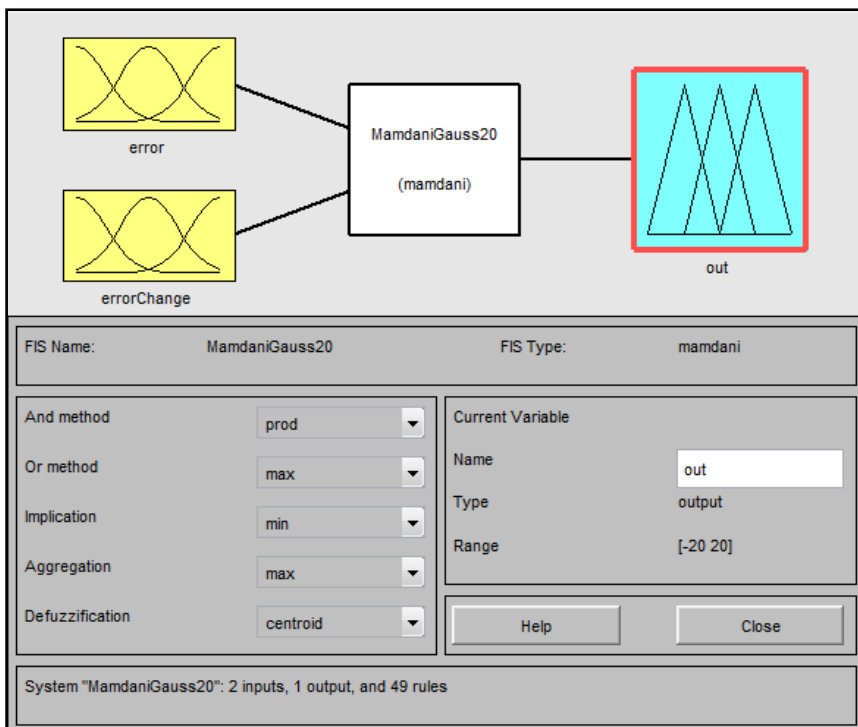 error
MamdaniGauss20
(mamdani)
errorChange
out
FIS Name: MamdaniGauss20 FIS Type: mamdani
And method prod
Or method max
Implication min
Aggregation max
Defuzzification centroid
Current Variable
Name out
Type output
Range [-20 20]
Help Close
System "MamdaniGauss20": 2 inputs, 1 output, and 49 rules